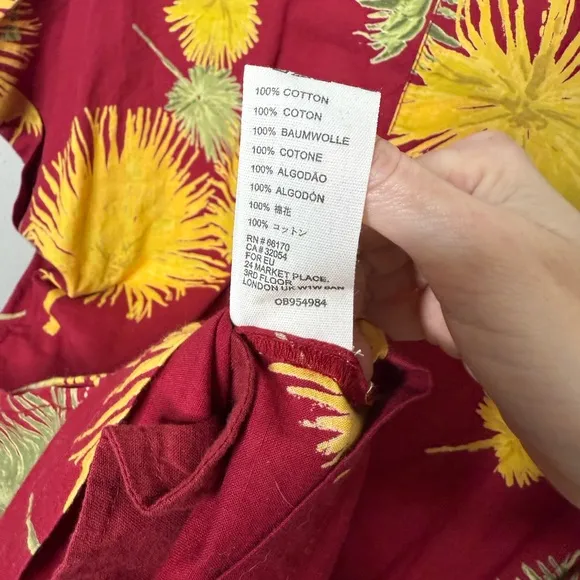 100% COTTON
100% COTON
100% BAUMWOLLE
100% COTONE
100% ALGODÃO
100% ALGODÓN
100% 棉花
100% コットン
RN # 66170
CA # 32054
FOR EU
24 MARKET PLACE,
3RD FLOOR
LONDON UK W1W 8AN
OB954984